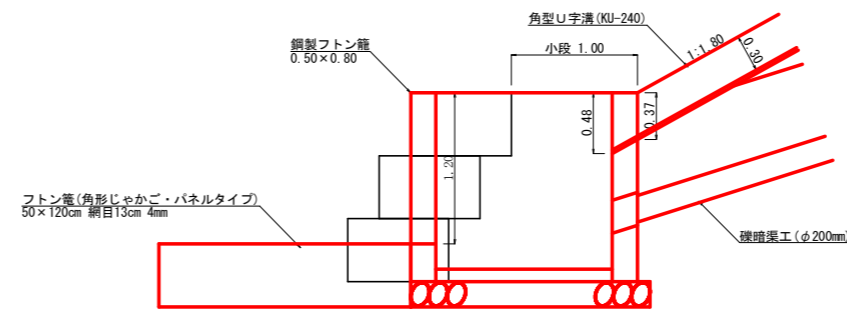 角型U字溝(KU-240)
鋼製フトン籠
0.50×0.80
小段 1.00
1:1.80
0.30
0.48
0.37
1.20
フトン篭(角形じゃかご・パネルタイプ)
50×120cm 網目13cm 4mm
礫暗渠工(φ200mm)